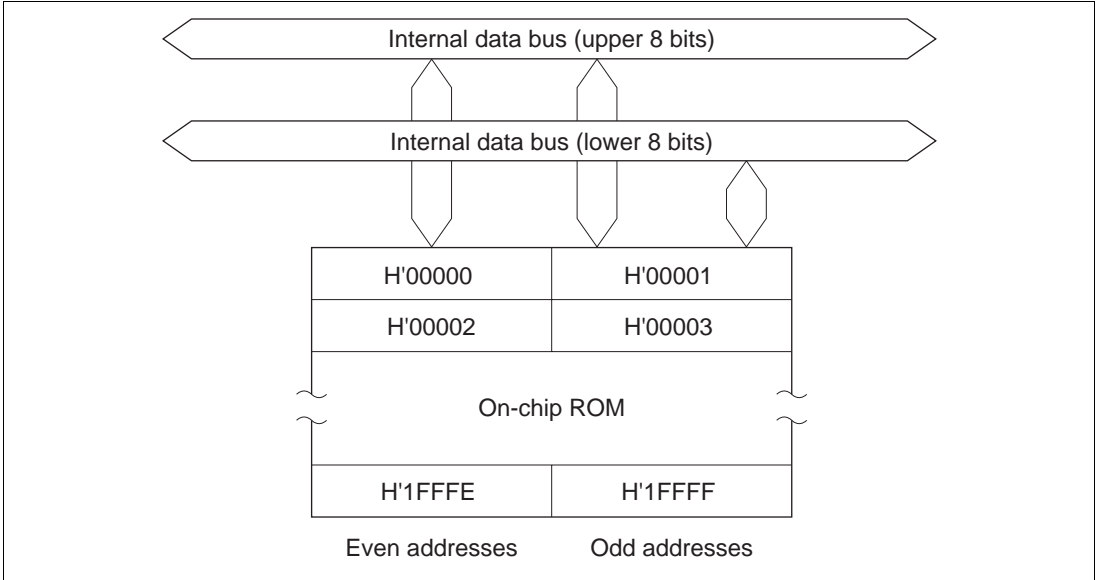 Internal data bus (upper 8 bits)
Internal data bus (lower 8 bits)
H'00000 H'00001
H'00002 H'00003
On-chip ROM
H'1FFFE H'1FFFF
Even addresses Odd addresses